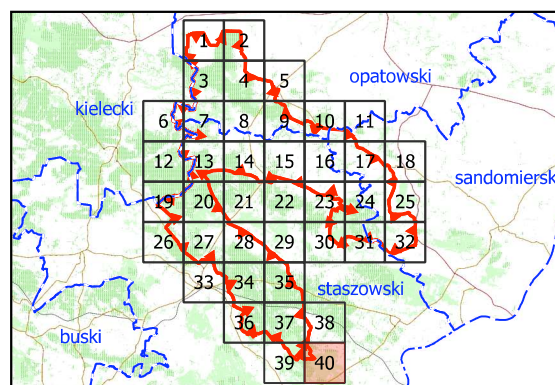 1 2
3 4 5
opatowski
kielecki
6 7 8 9 10 11
12 13 14 15 16 17 18
sandomiersk
19 20 21 22 23 24 25
26 27 28 29 30 31 32
33 34 35
staszowski
buski
36 37 38
39 40